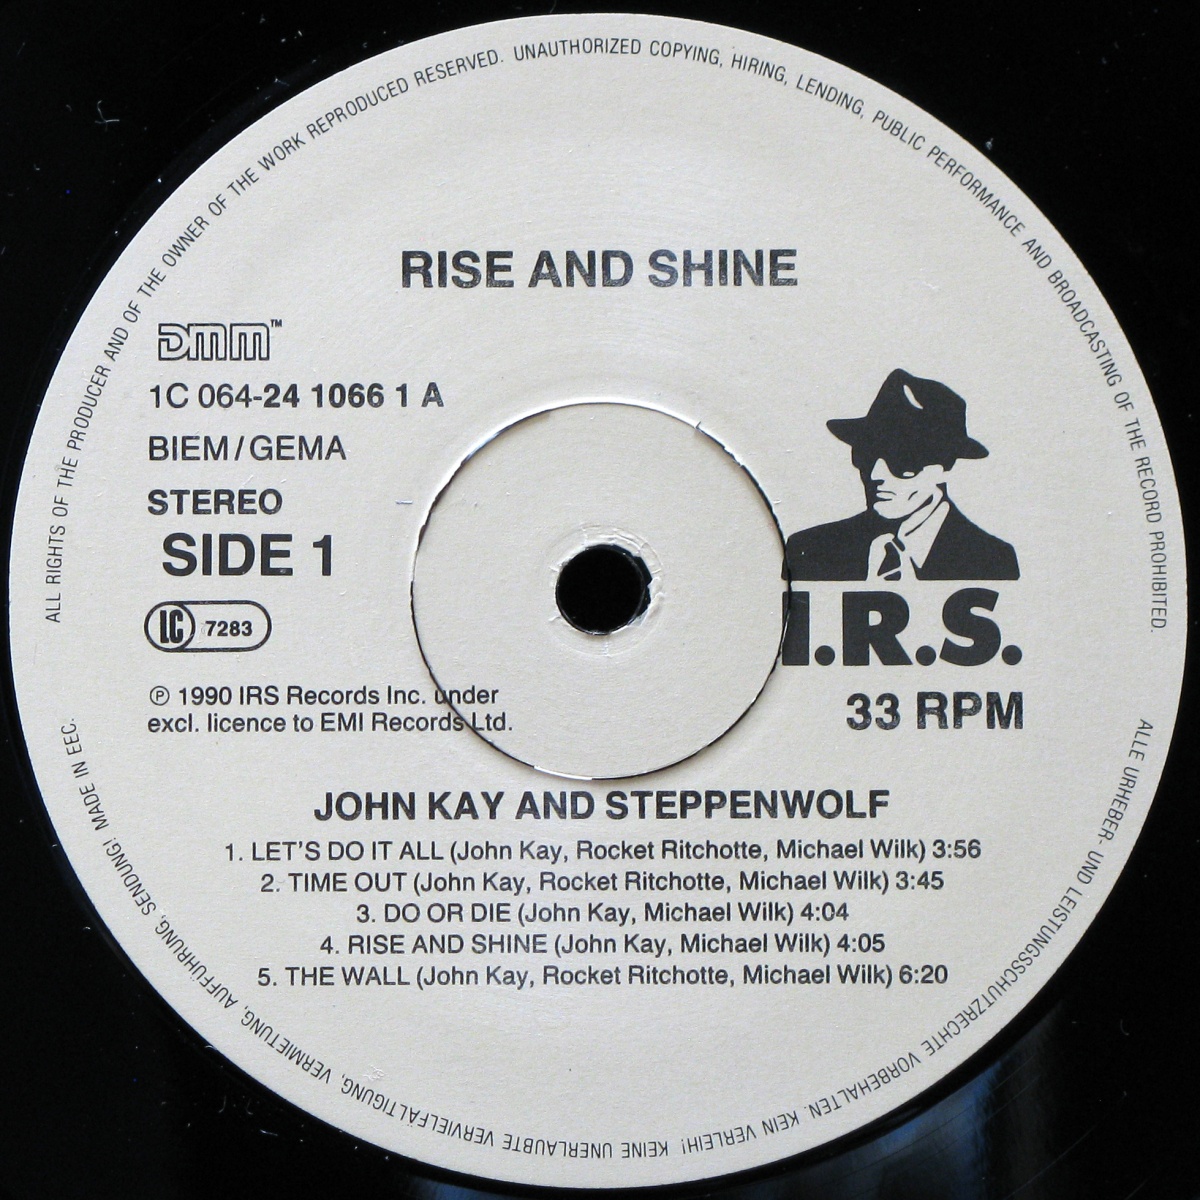 ALL RIGHTS OF THE PRODUCER AND OF THE OWNER OF THE WORK REPRODUCED RESERVED. UNAUTHORIZED COPYING, HIRING, LENDING, PUBLIC PERFORMANCE AND BROADCASTING OF THE RECORD PROHIBITED.
RISE AND SHINE
DMM™
1C 064-24 1066 1 A
BIEM/GEMA
STEREO
SIDE 1
LC 7283
I.R.S.
℗ 1990 IRS Records Inc. under
excl. licence to EMI Records Ltd.
33 RPM
JOHN KAY AND STEPPENWOLF
1. LET'S DO IT ALL (John Kay, Rocket Ritchotte, Michael Wilk) 3:56
2. TIME OUT (John Kay, Rocket Ritchotte, Michael Wilk) 3:45
3. DO OR DIE (John Kay, Michael Wilk) 4:04
4. RISE AND SHINE (John Kay, Michael Wilk) 4:05
5. THE WALL (John Kay, Rocket Ritchotte, Michael Wilk) 6:20
ALLE URHEBER- UND LEISTUNGSSCHUTZRECHTE VORBEHALTEN. KEIN VERLEIH! KEINE UNERLAUBTE VERVIELFÄLTIGUNG, VERMIETUNG, AUFFÜHRUNG, SENDUNG! MADE IN EEC.